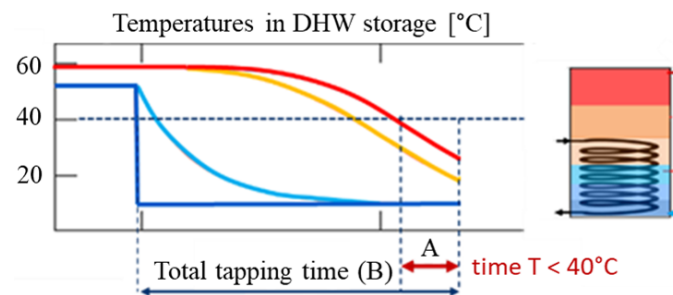 Temperatures in DHW storage [°C]
60
40
20
A
Total tapping time (B)
time T < 40°C